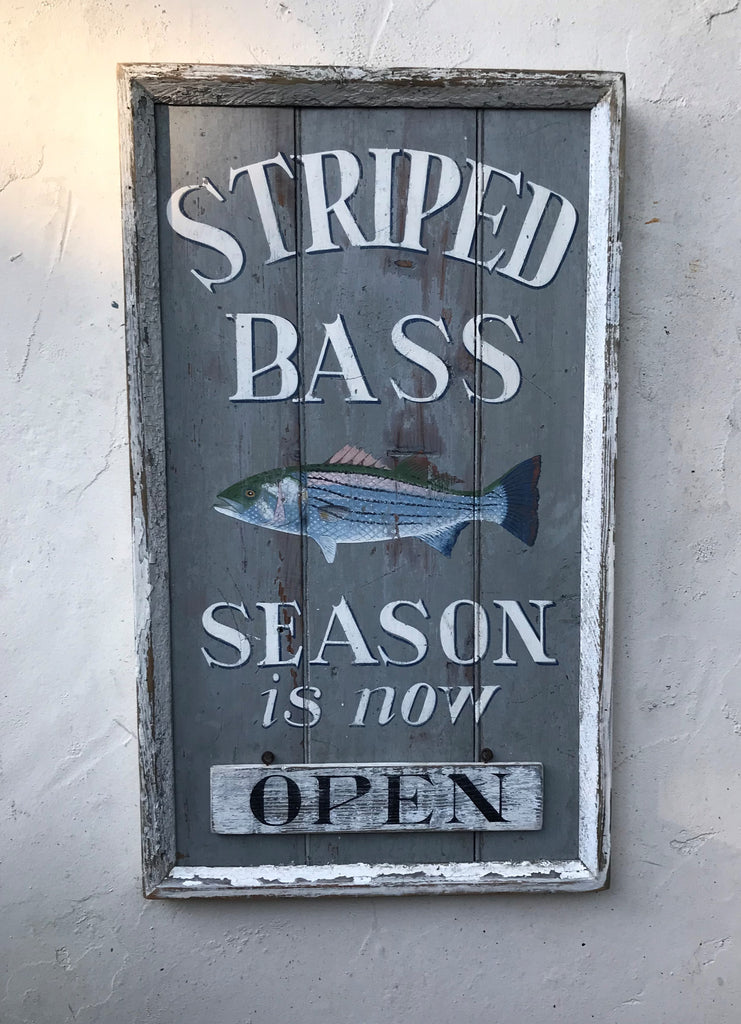 STRIPED
BASS
SEASON
is now
OPEN